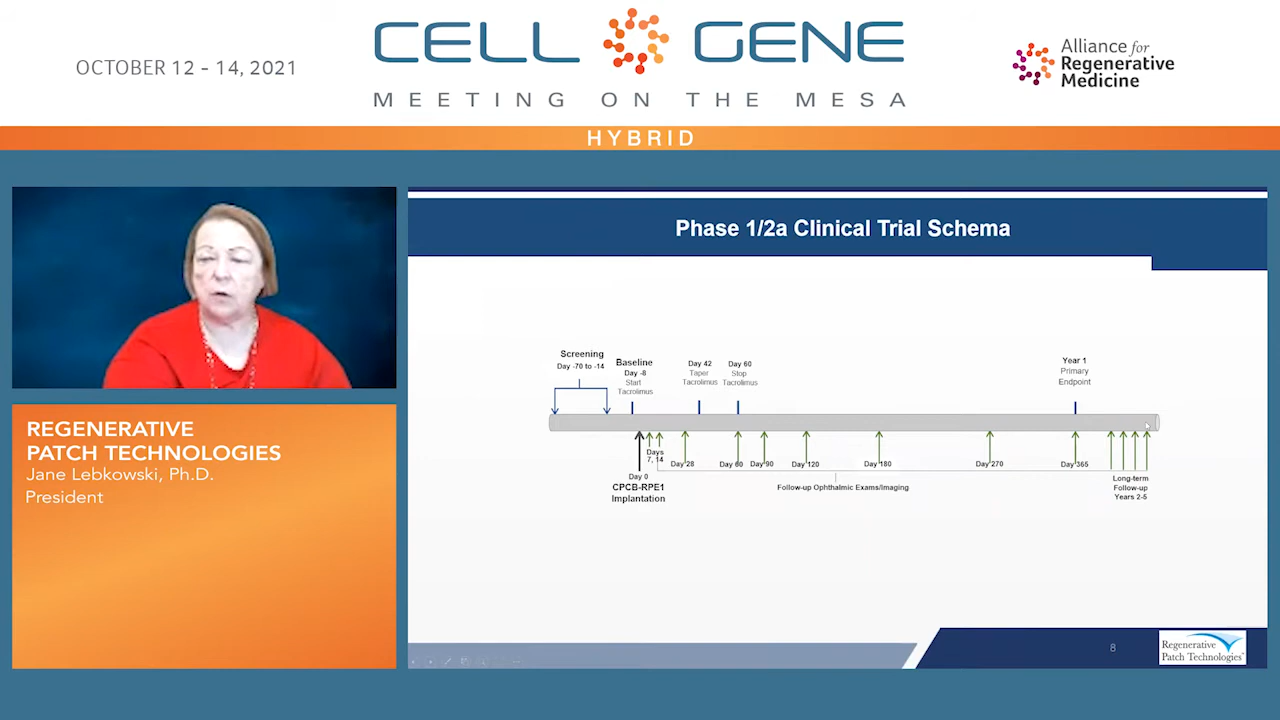 OCTOBER 12 - 14, 2021
CELL GENE
MEETING ON THE MESA
Alliance for
Regenerative
Medicine
HYBRID
REGENERATIVE
PATCH TECHNOLOGIES
Jane Lebkowski, Ph.D.
President
Phase 1/2a Clinical Trial Schema
Screening
Day -70 to -14
Baseline
Day -8
Start
Tacrolimus
Day 42
Taper
Tacrolimus
Day 60
Stop
Tacrolimus
Year 1
Primary
Endpoint
Days
7, 14
Day 28
Day 60
Day 90
Day 120
Day 180
Day 270
Day 365
Day 0
CPCB-RPE1
Implantation
Follow-up Ophthalmic Exams/Imaging
Long-term
Follow-up
Years 2-5
8
Regenerative
Patch Technologies™